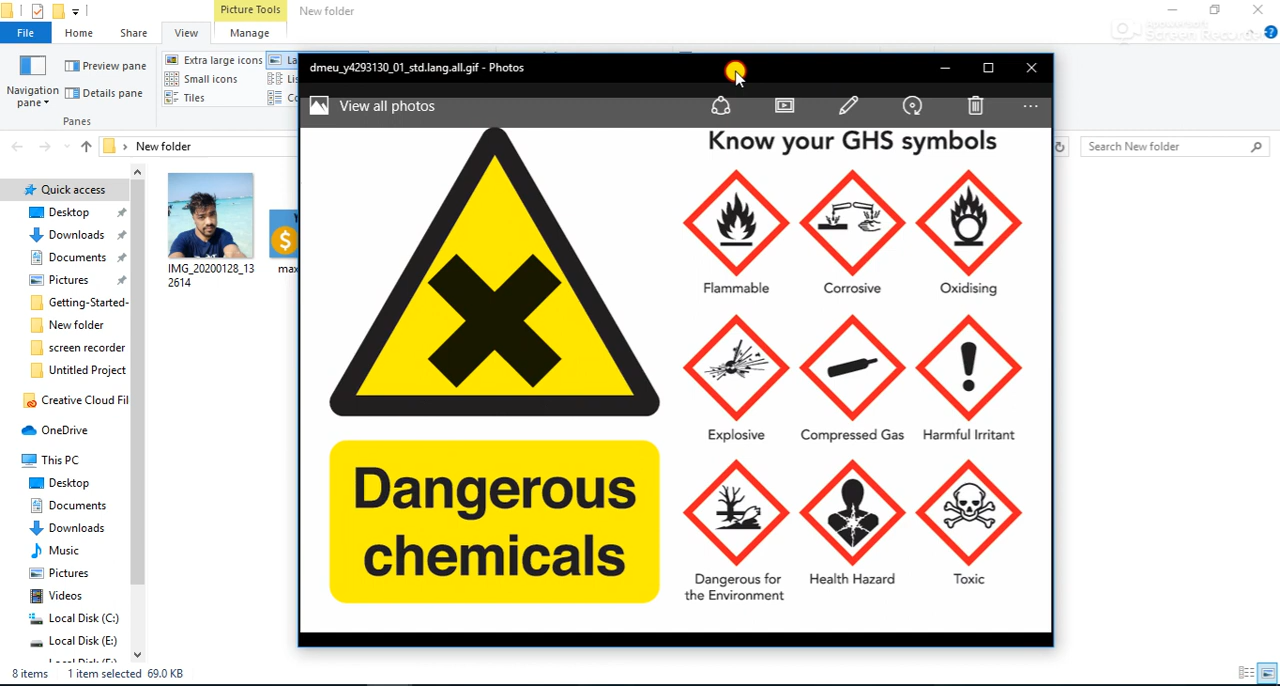 Picture Tools
New folder
File
Home
Share
View
Manage
Navigation
pane
Preview pane
Details pane
Panes
Extra large icons
Small icons
Tiles
dmeu_y4293130_01_std.lang.all.gif - Photos
View all photos
New folder
Search New folder
Quick access
Desktop
Downloads
Documents
Pictures
Getting-Started-
New folder
screen recorder
Untitled Project
Creative Cloud Fil
OneDrive
This PC
Desktop
Documents
Downloads
Music
Pictures
Videos
Local Disk (C:)
Local Disk (E:)
IMG_20200128_13
2614
max
Dangerous
chemicals
Know your GHS symbols
Flammable
Corrosive
Oxidising
Explosive
Compressed Gas
Harmful Irritant
Dangerous for
the Environment
Health Hazard
Toxic
8 items
1 item selected 69.0 KB